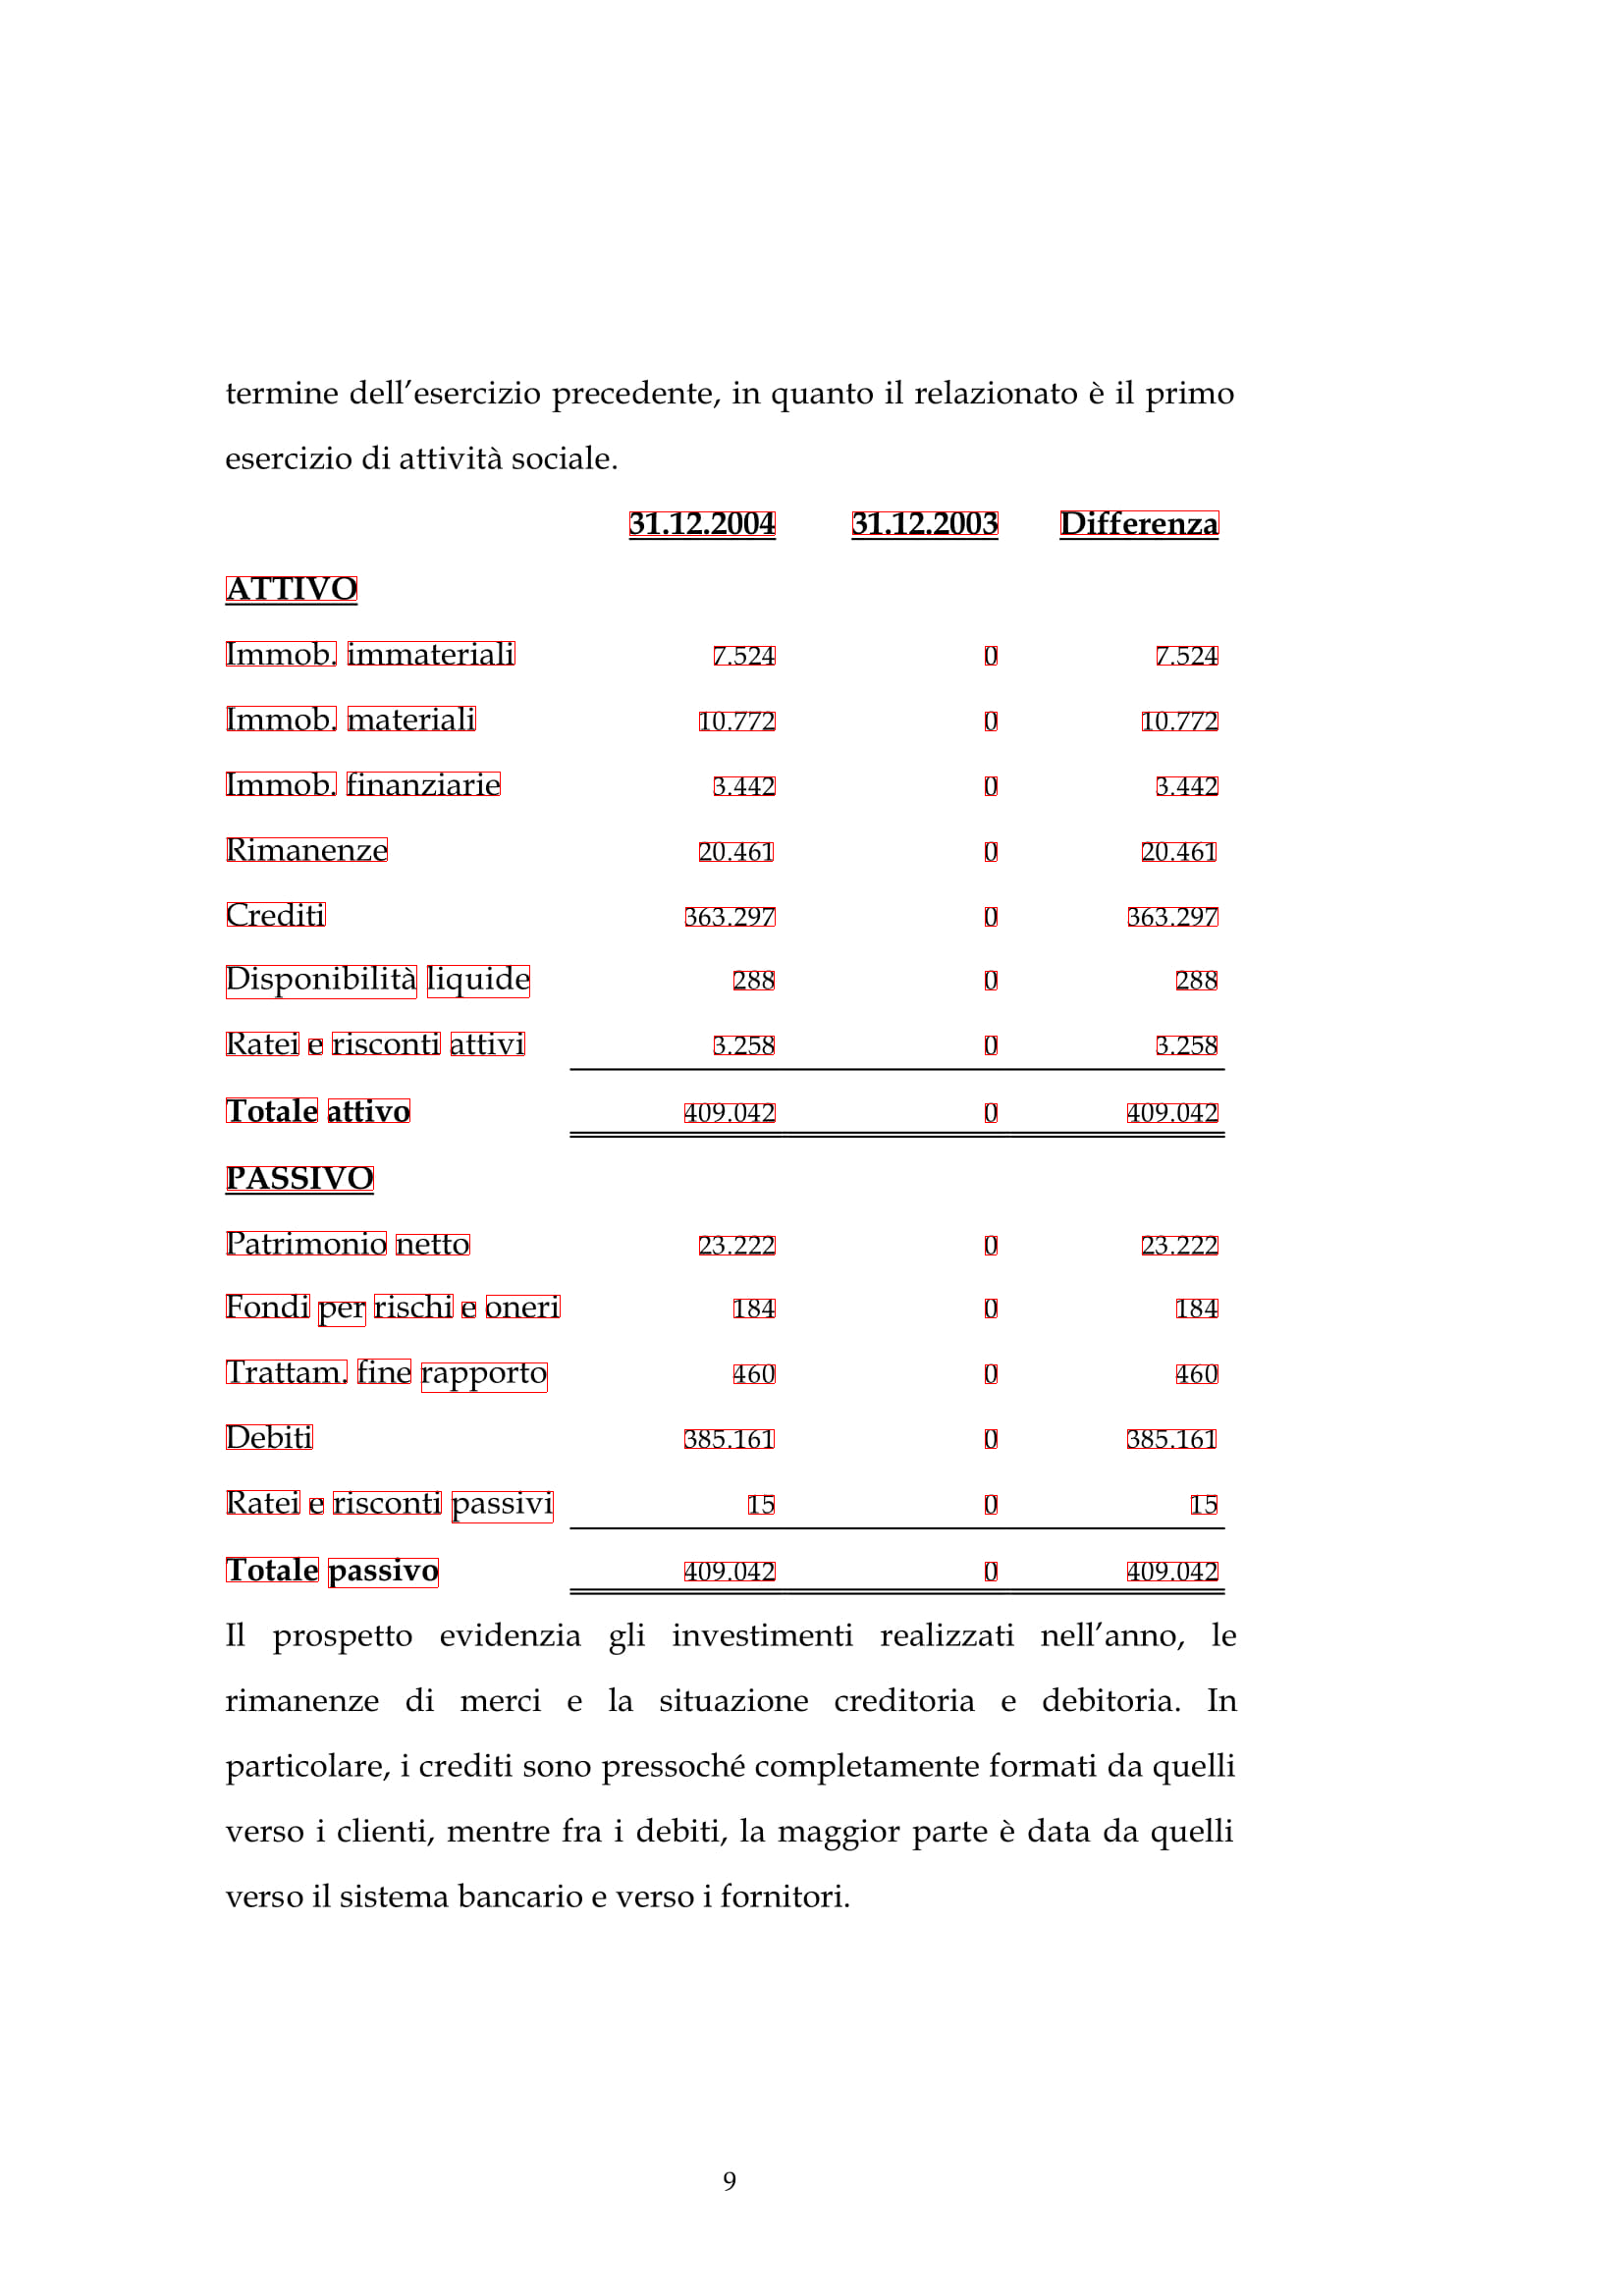 termine dell’esercizio precedente, in quanto il relazionato è il primo
esercizio di attività sociale.
31.12.2004 31.12.2003 Differenza
ATTIVO
Immob. immateriali 7.524 0 7.524
Immob. materiali 10.772 0 10.772
Immob. finanziarie 3.442 0 3.442
Rimanenze 20.461 0 20.461
Crediti 363.297 0 363.297
Disponibilità liquide 288 0 288
Ratei e risconti attivi 3.258 0 3.258
Totale attivo 409.042 0 409.042
PASSIVO
Patrimonio netto 23.222 0 23.222
Fondi per rischi e oneri 184 0 184
Trattam. fine rapporto 460 0 460
Debiti 385.161 0 385.161
Ratei e risconti passivi 15 0 15
Totale passivo 409.042 0 409.042
Il prospetto evidenzia gli investimenti realizzati nell’anno, le
rimanenze di merci e la situazione creditoria e debitoria. In
particolare, i crediti sono pressoché completamente formati da quelli
verso i clienti, mentre fra i debiti, la maggior parte è data da quelli
verso il sistema bancario e verso i fornitori.
9